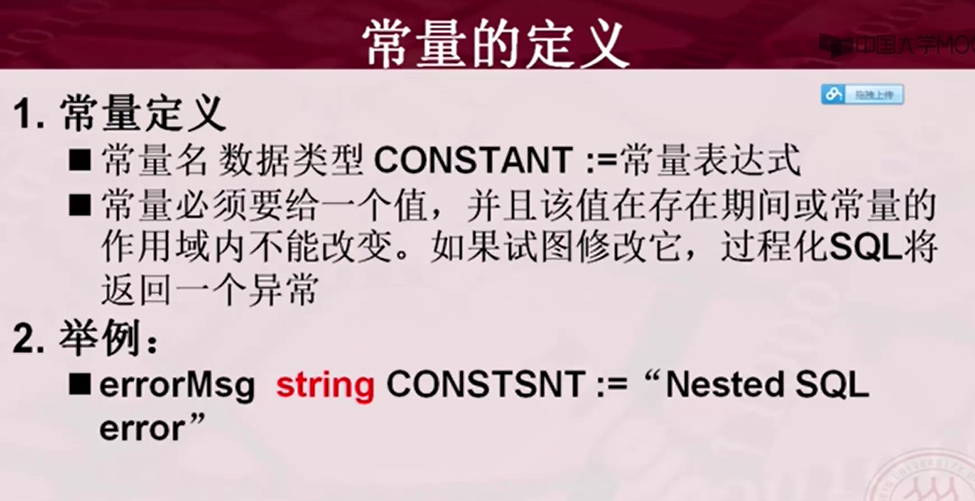 常量的定义
中国大学MOO
拖拽上传
1. 常量定义
■ 常量名 数据类型 CONSTANT :=常量表达式
■ 常量必须要给一个值，并且该值在存在期间或常量的
作用域内不能改变。如果试图修改它，过程化SQL将
返回一个异常
2. 举例：
■ errorMsg string CONSTSNT :=“Nested SQL
error”